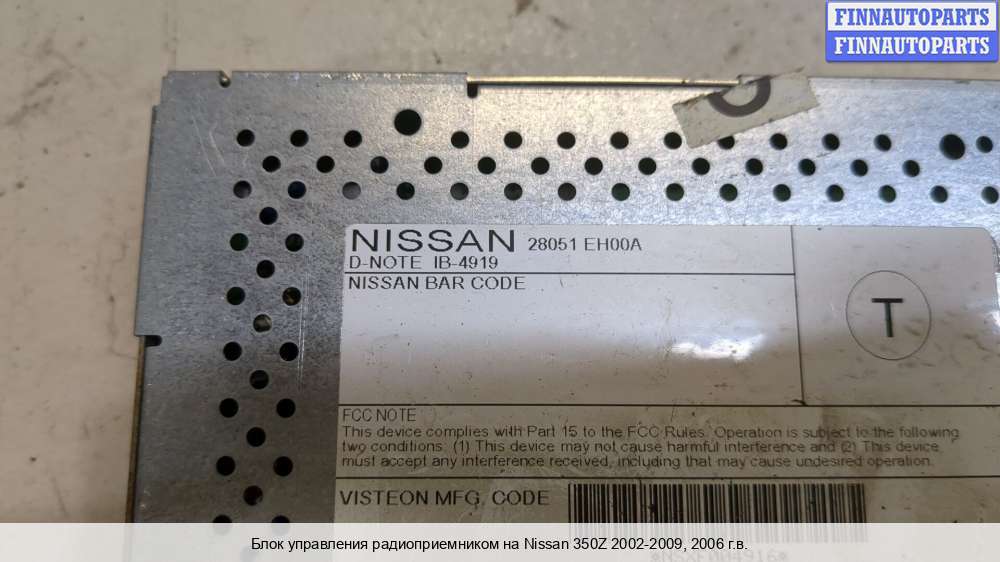 FINNAUTOPARTS
FINNAUTOPARTS
NISSAN 28051 EH00A
D-NOTE IB-4919
NISSAN BAR CODE
T
FCC NOTE
This device complies with Part 15 to the FCC Rules. Operation is subject to the following
two conditions: (1) This device may not cause harmful interference and (2) This device
must accept any interference received, including that may cause undesired operation.
VISTEON MFG. CODE
Блок управления радиоприемником на Nissan 350Z 2002-2009, 2006 г.в.